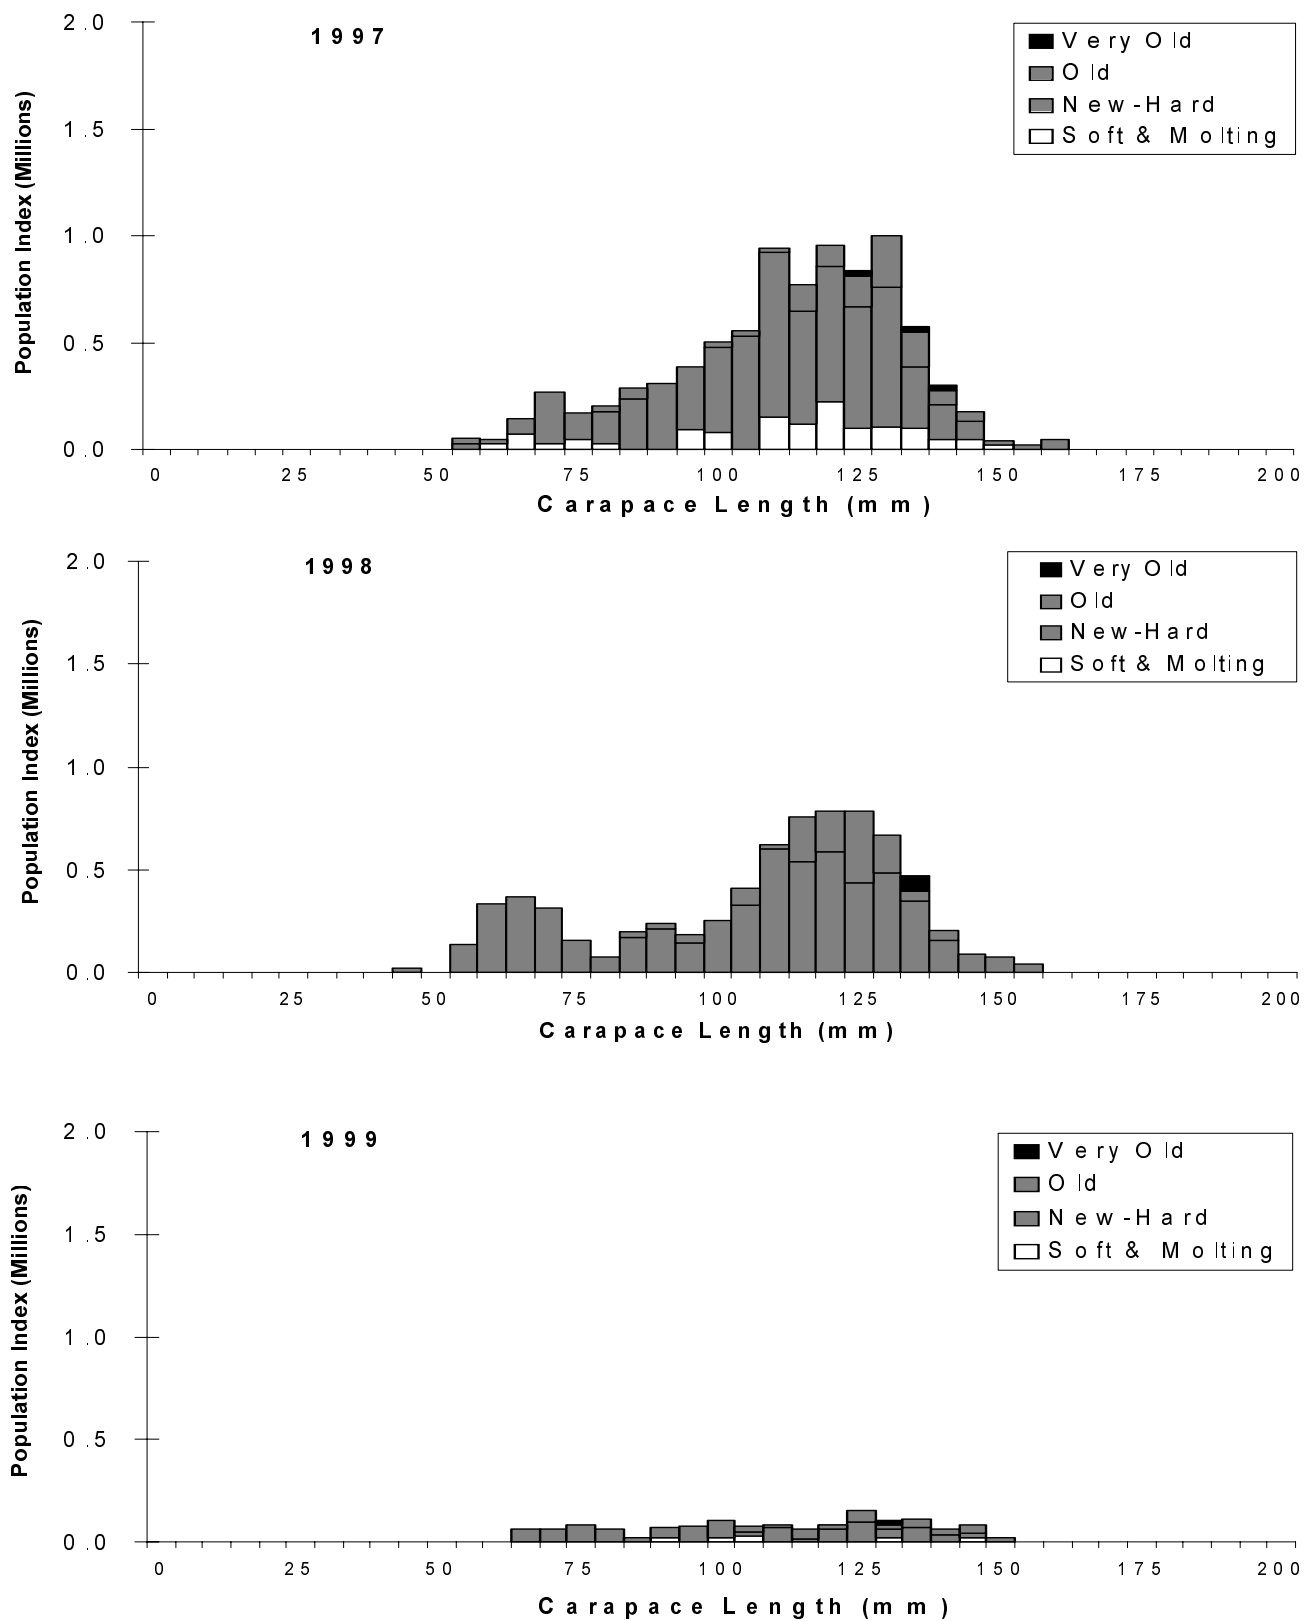 1997
Very Old
Old
New-Hard
Soft & Molting
Population Index (Millions)
2.0
1.5
1.0
0.5
0.0
0 25 50 75 100 125 150 175 200
Carapace Length (mm)
1998
Very Old
Old
New-Hard
Soft & Molting
Population Index (Millions)
2.0
1.5
1.0
0.5
0.0
0 25 50 75 100 125 150 175 200
Carapace Length (mm)
1999
Very Old
Old
New-Hard
Soft & Molting
Population Index (Millions)
2.0
1.5
1.0
0.5
0.0
0 25 50 75 100 125 150 175 200
Carapace Length (mm)